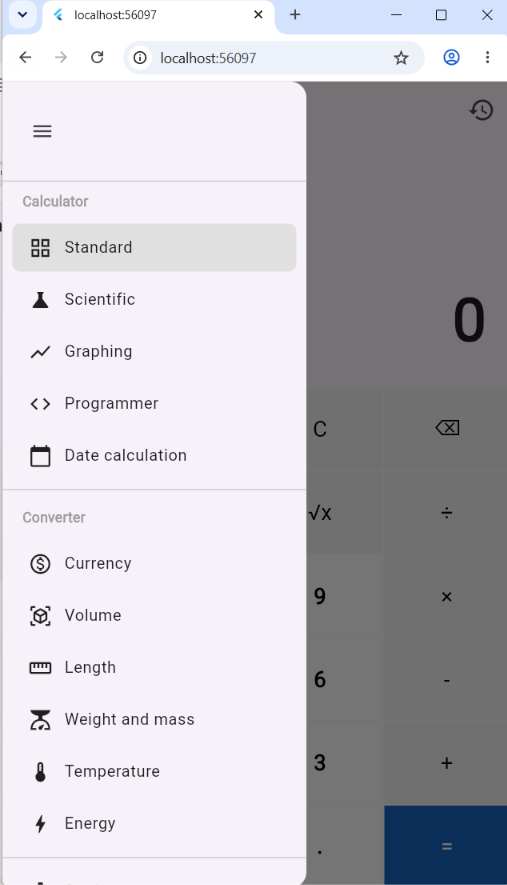 localhost:56097
localhost:56097
Calculator
Standard
Scientific
Graphing
Programmer
Date calculation
Converter
Currency
Volume
Length
Weight and mass
Temperature
Energy
0
C
√x
÷
9
×
6
-
3
+
.
=